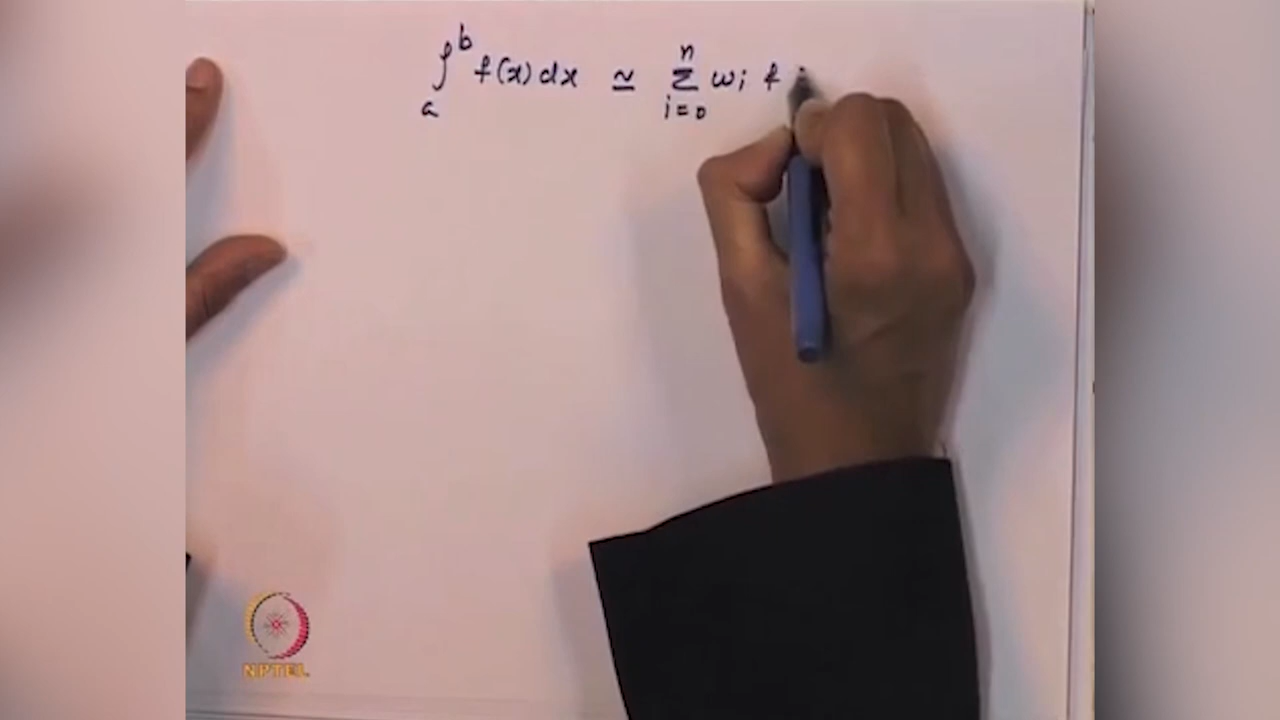 ∫_a^b f(x) dx ≃ Σ_{i=0}^n w_i f
NPTEL